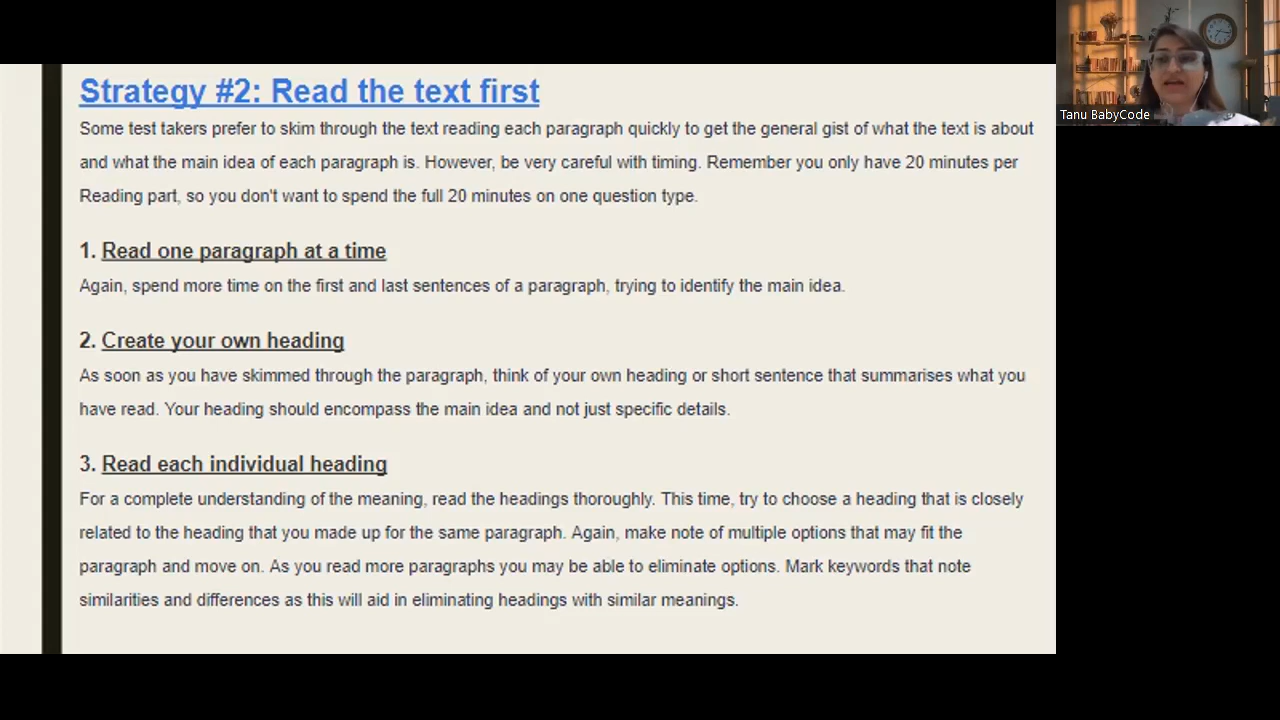 Strategy #2: Read the text first
Some test takers prefer to skim through the text reading each paragraph quickly to get the general gist of what the text is about
and what the main idea of each paragraph is. However, be very careful with timing. Remember you only have 20 minutes per
Reading part, so you don't want to spend the full 20 minutes on one question type.
1. Read one paragraph at a time
Again, spend more time on the first and last sentences of a paragraph, trying to identify the main idea.
2. Create your own heading
As soon as you have skimmed through the paragraph, think of your own heading or short sentence that summarises what you
have read. Your heading should encompass the main idea and not just specific details.
3. Read each individual heading
For a complete understanding of the meaning, read the headings thoroughly. This time, try to choose a heading that is closely
related to the heading that you made up for the same paragraph. Again, make note of multiple options that may fit the
paragraph and move on. As you read more paragraphs you may be able to eliminate options. Mark keywords that note
similarities and differences as this will aid in eliminating headings with similar meanings.
Tanu BabyCode